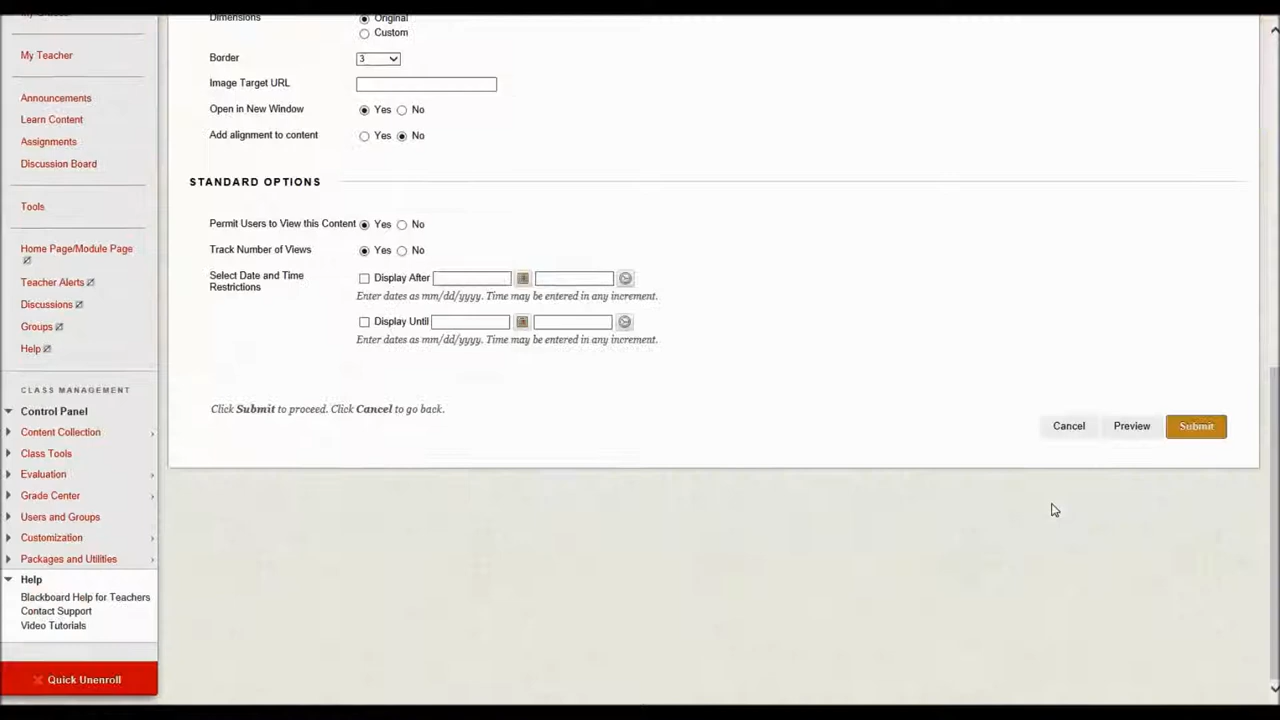 My Teacher
Announcements
Learn Content
Assignments
Discussion Board
Tools
Home Page/Module Page
Teacher Alerts
Discussions
Groups
Help
CLASS MANAGEMENT
Control Panel
Content Collection
Class Tools
Evaluation
Grade Center
Users and Groups
Customization
Packages and Utilities
Help
Blackboard Help for Teachers
Contact Support
Video Tutorials
Quick Unenroll
Dimensions Original
Custom
Border 3
Image Target URL
Open in New Window Yes No
Add alignment to content Yes No
STANDARD OPTIONS
Permit Users to View this Content Yes No
Track Number of Views Yes No
Select Date and Time
Restrictions
Display After
Enter dates as mm/dd/yyyy. Time may be entered in any increment.
Display Until
Enter dates as mm/dd/yyyy. Time may be entered in any increment.
Click Submit to proceed. Click Cancel to go back.
Cancel Preview Submit